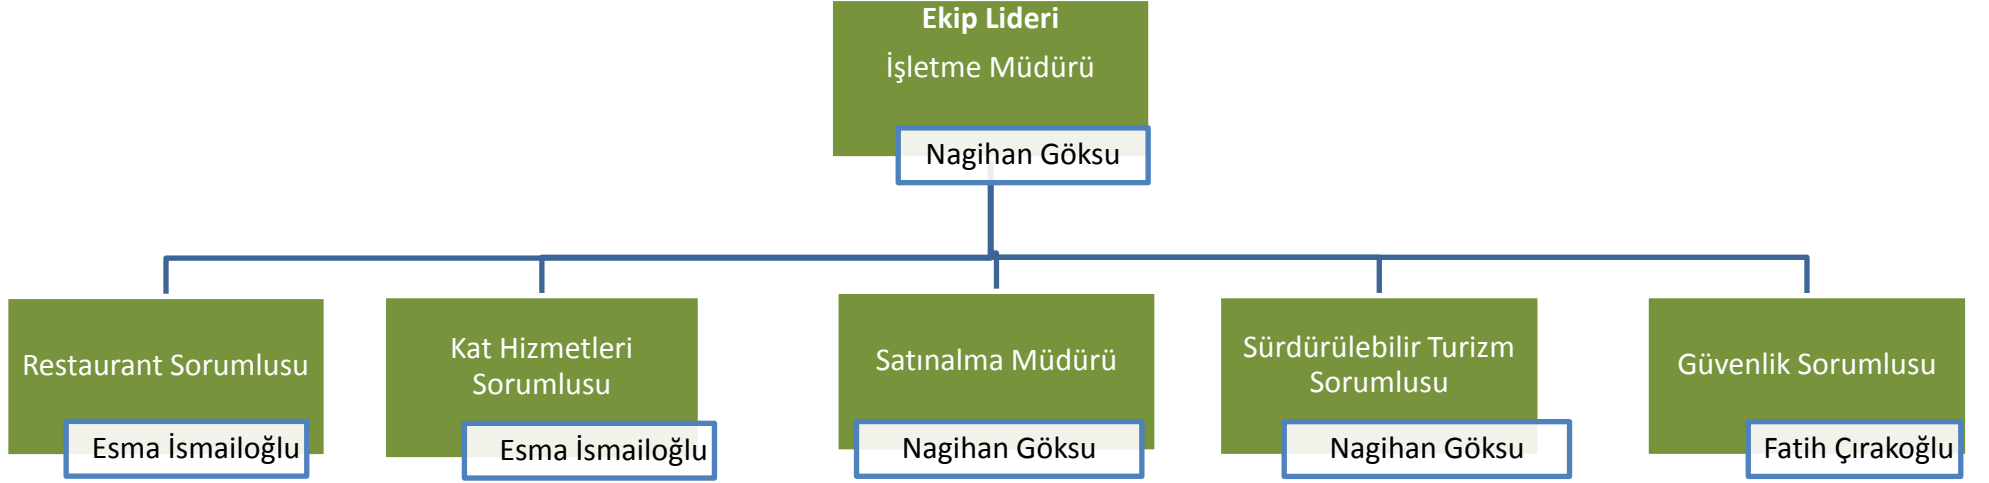 Ekip Lideri
İşletme Müdürü
Nagihan Göksu
Restaurant Sorumlusu
Esma İsmailoğlu
Kat Hizmetleri
Sorumlusu
Esma İsmailoğlu
Satınalma Müdürü
Nagihan Göksu
Sürdürülebilir Turizm
Sorumlusu
Nagihan Göksu
Güvenlik Sorumlusu
Fatih Çırakoğlu